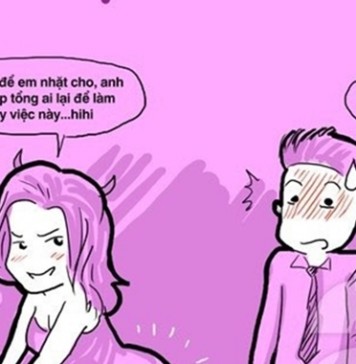 để em nhặt cho, anh
p tổng ai lại để làm
y việc này...hihi